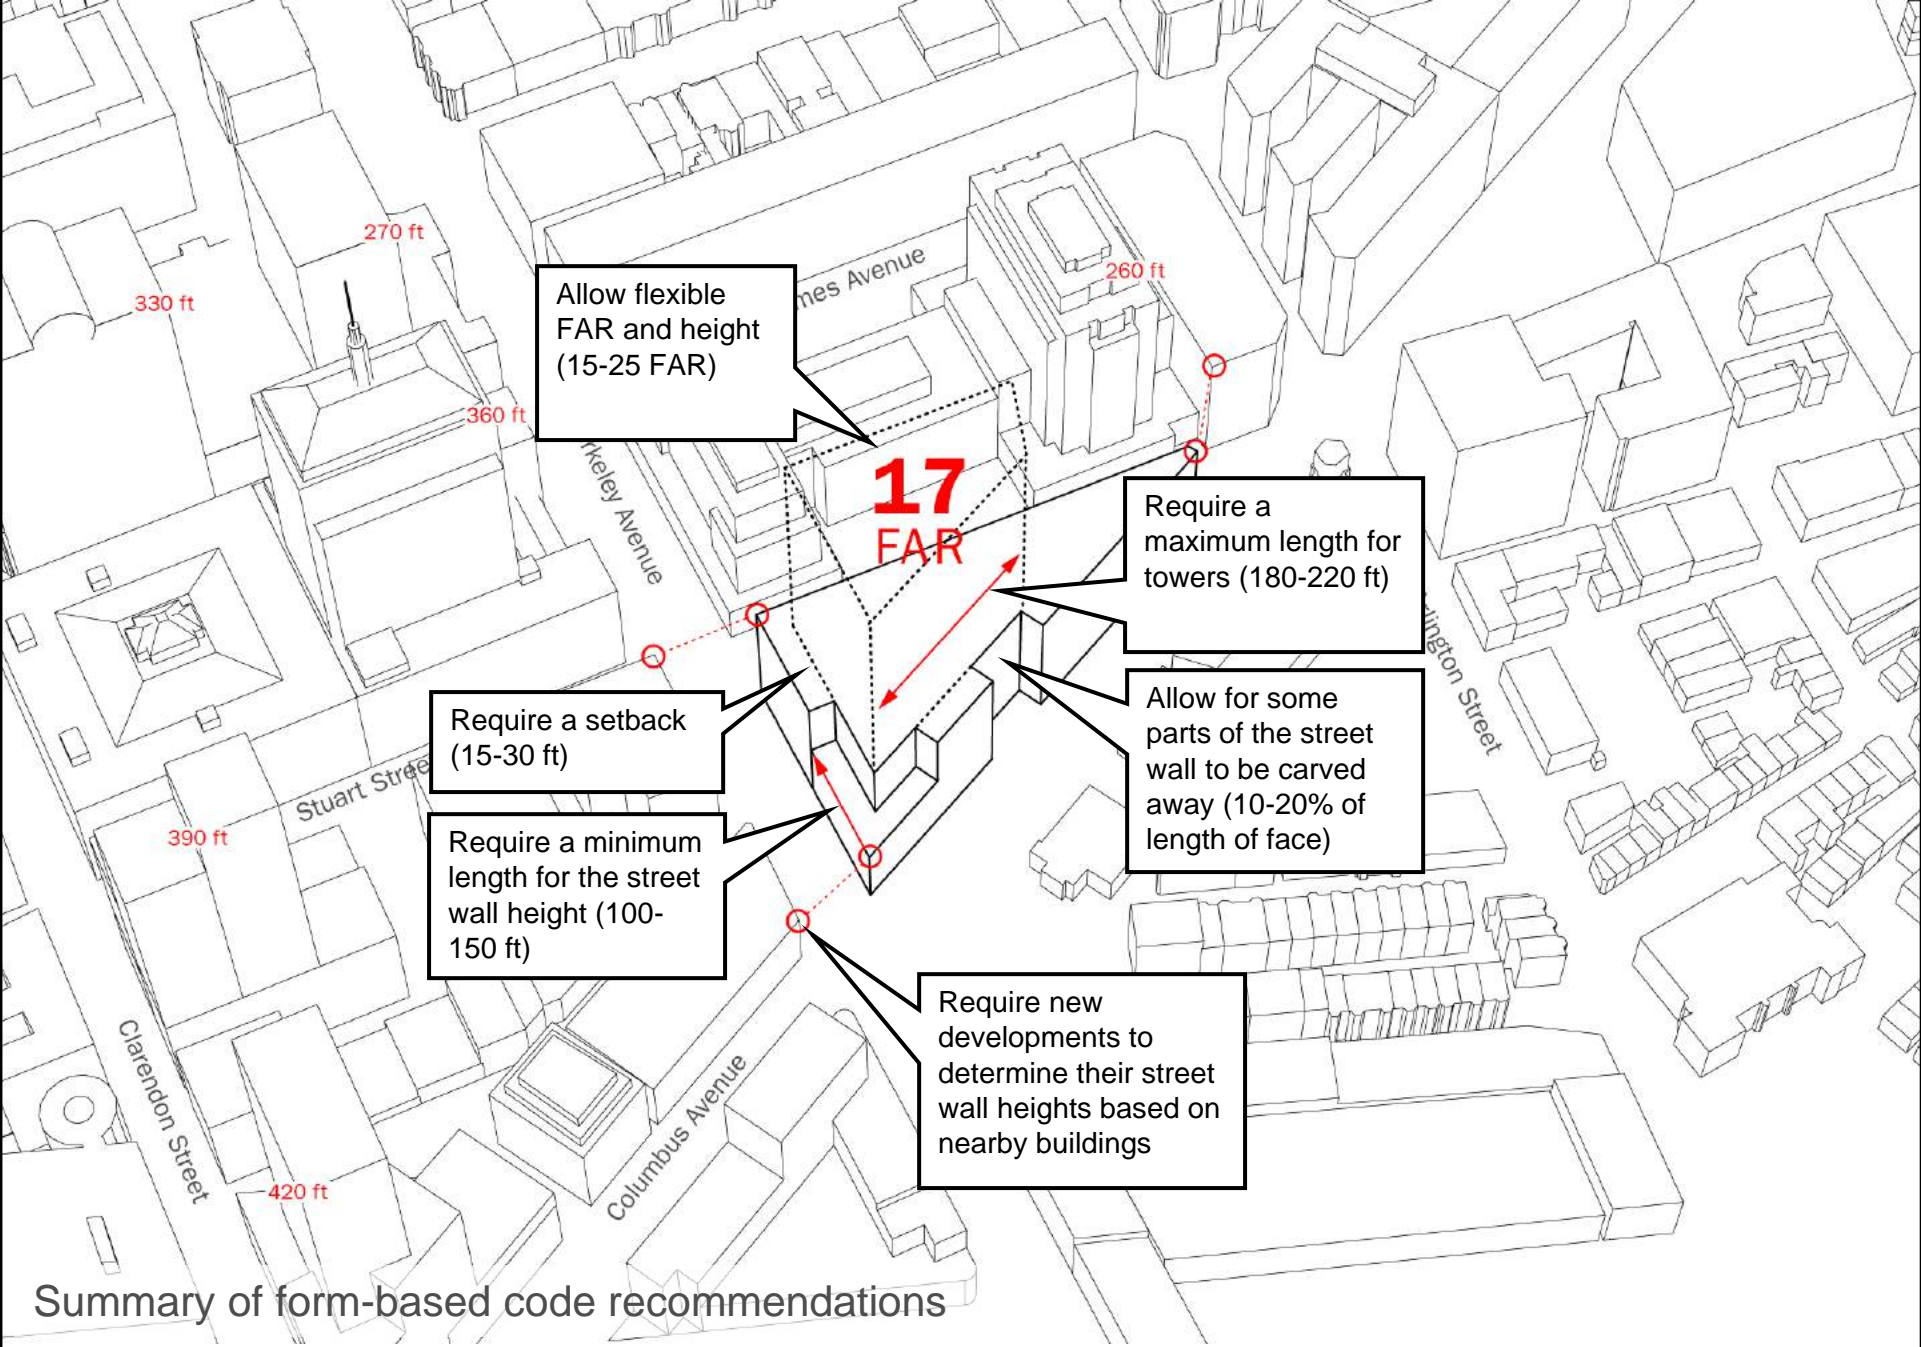 270 ft
330 ft
260 ft
360 ft
Allow flexible
FAR and height
(15-25 FAR)
mes Avenue
rkeley Avenue
17
FAR
Require a
maximum length for
towers (180-220 ft)
lington Street
Require a setback
(15-30 ft)
Allow for some
parts of the street
wall to be carved
away (10-20% of
length of face)
Stuart Stree
390 ft
Require a minimum
length for the street
wall height (100-
150 ft)
Require new
developments to
determine their street
wall heights based on
nearby buildings
Clarendon Street
Columbus Avenue
420 ft
Summary of form-based code recommendations